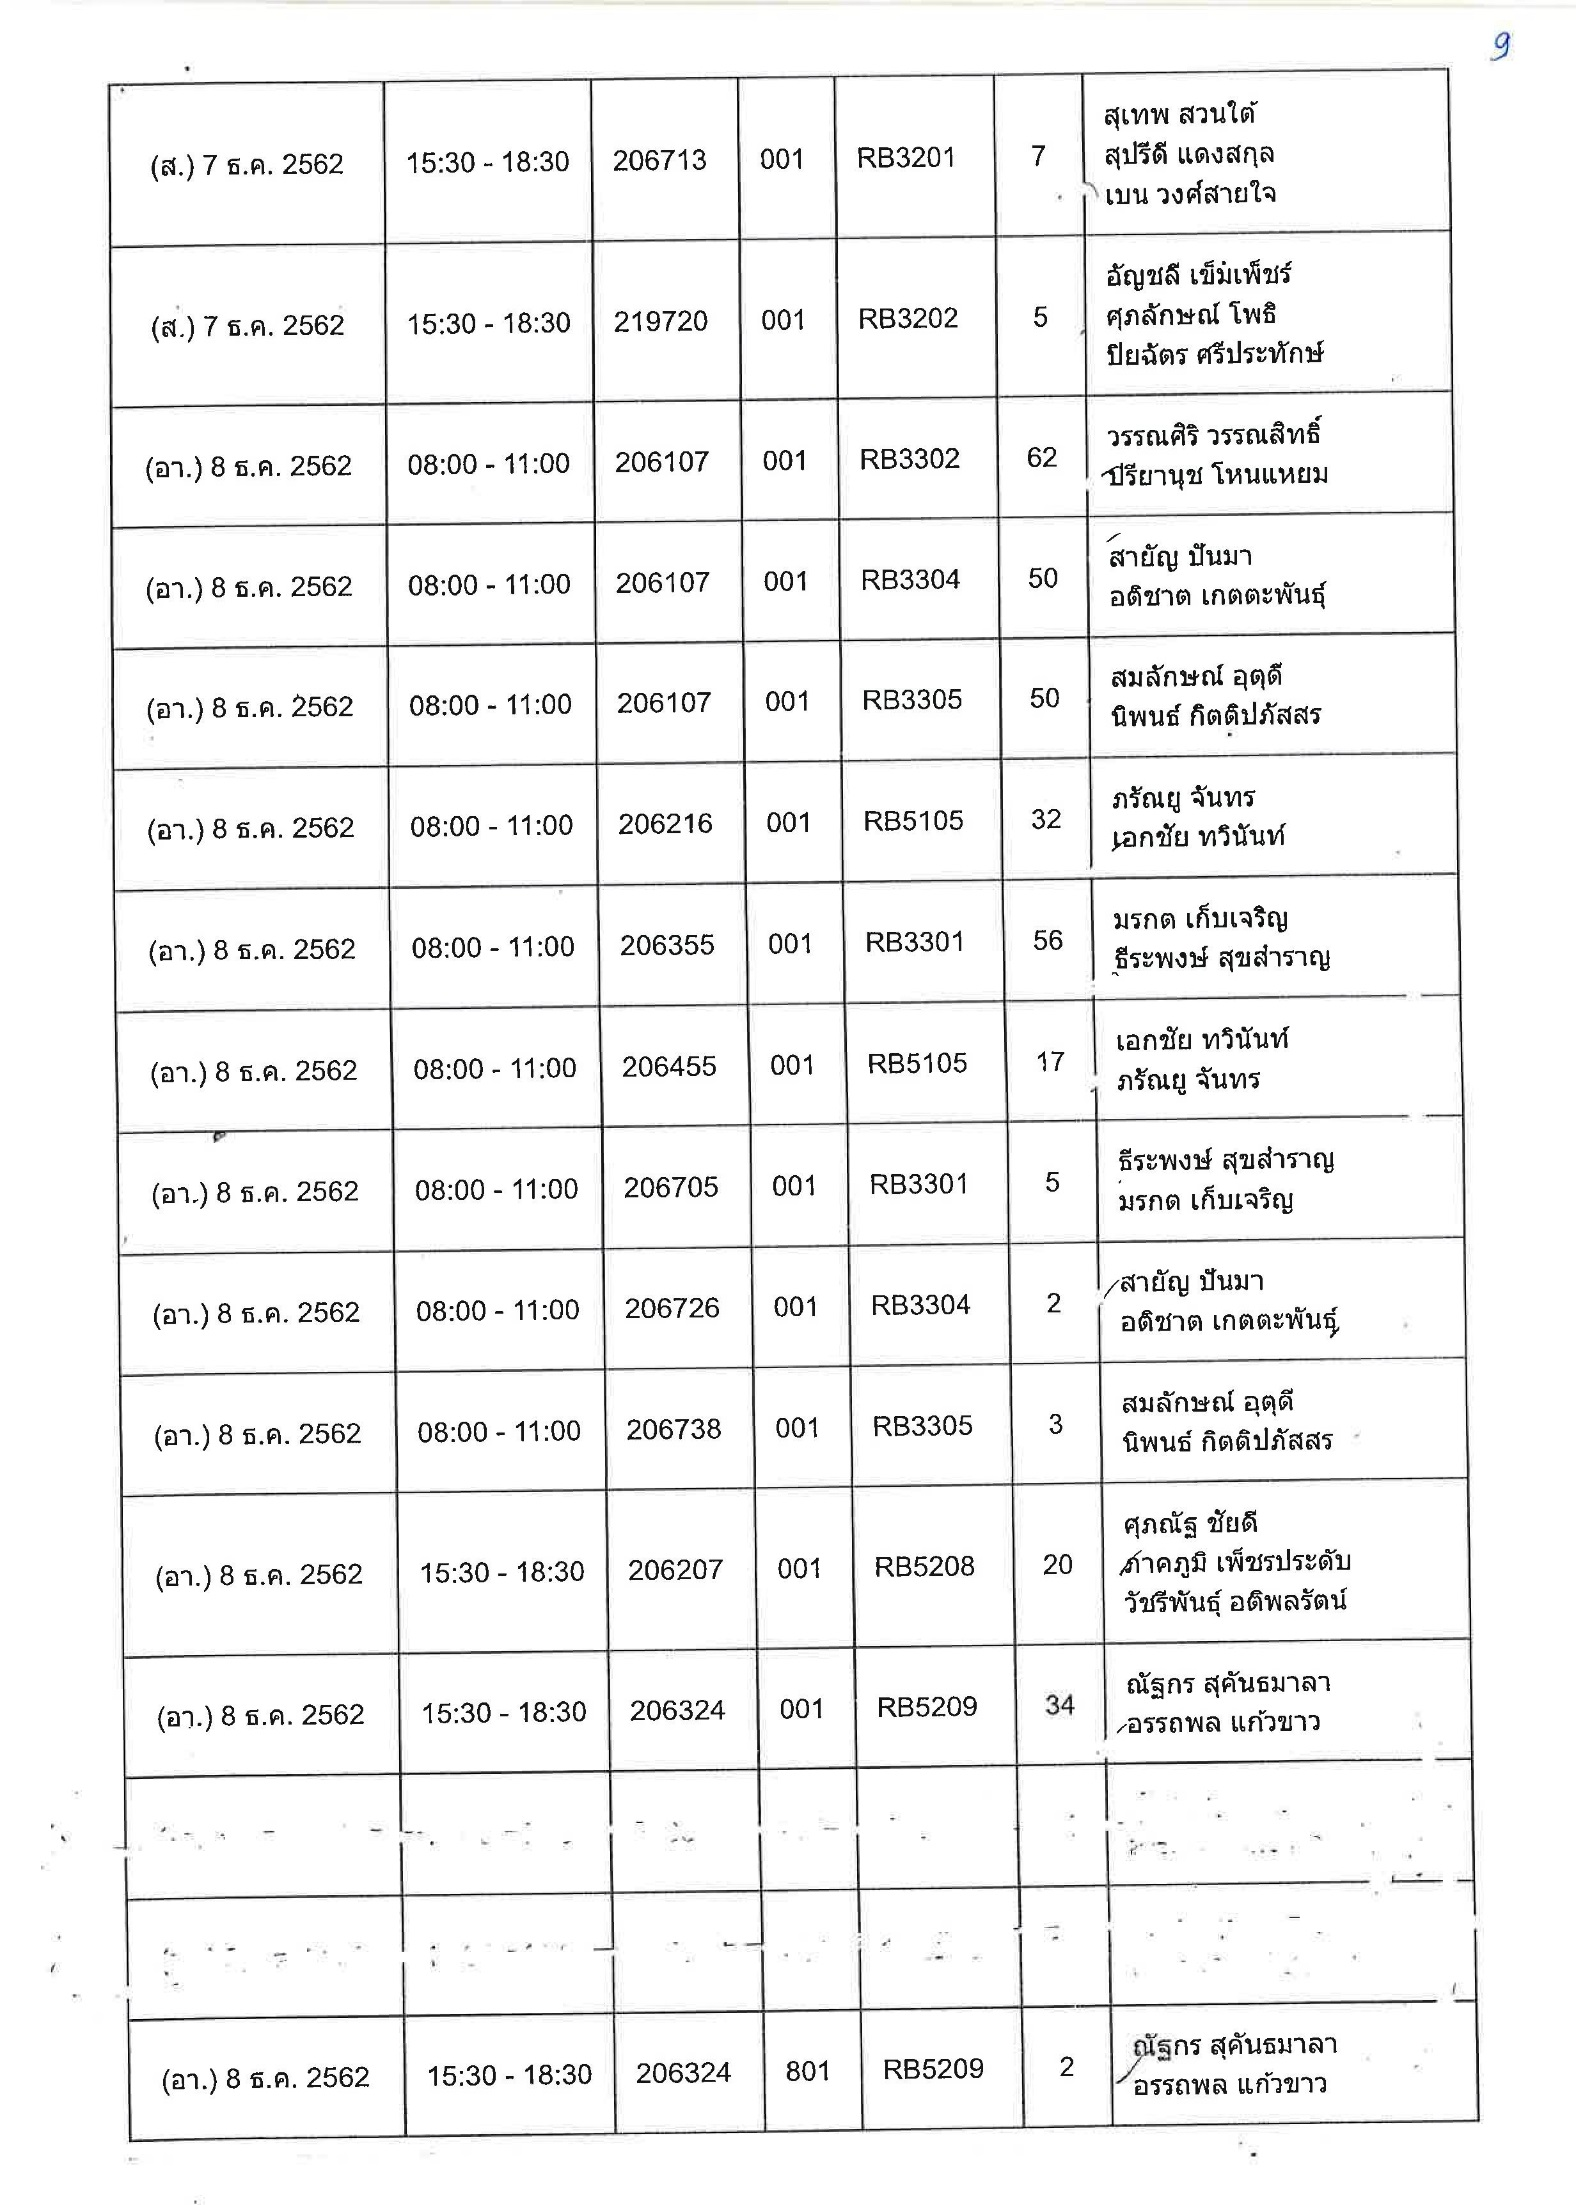 9
(ส.) 7 ธ.ค. 2562 15:30 - 18:30 206713 001 RB3201 7 สุเทพ สวนใต้
สุปรีดี แดงสกุล
เบน วงศ์สายใจ
(ส.) 7 ธ.ค. 2562 15:30 - 18:30 219720 001 RB3202 5 อัญชลี เข็มเพ็ชร์
ศุภลักษณ์ โพธิ
ปิยฉัตร ศรีประทักษ์
(อา.) 8 ธ.ค. 2562 08:00 - 11:00 206107 001 RB3302 62 วรรณศิริ วรรณสิทธิ์
ปรียานุช โหนแหยม
(อา.) 8 ธ.ค. 2562 08:00 - 11:00 206107 001 RB3304 50 สายัญ ปันมา
อติชาต เกตตะพันธุ์
(อา.) 8 ธ.ค. 2562 08:00 - 11:00 206107 001 RB3305 50 สมลักษณ์ อุตุดี
นิพนธ์ กิตติปภัสสร
(อา.) 8 ธ.ค. 2562 08:00 - 11:00 206216 001 RB5105 32 ภรัณยู จันทร
เอกชัย ทวินันท์
(อา.) 8 ธ.ค. 2562 08:00 - 11:00 206355 001 RB3301 56 มรกต เก็บเจริญ
ธีระพงษ์ สุขสำราญ
(อา.) 8 ธ.ค. 2562 08:00 - 11:00 206455 001 RB5105 17 เอกชัย ทวินันท์
ภรัณยู จันทร
(อา.) 8 ธ.ค. 2562 08:00 - 11:00 206705 001 RB3301 5 ธีระพงษ์ สุขสำราญ
มรกต เก็บเจริญ
(อา.) 8 ธ.ค. 2562 08:00 - 11:00 206726 001 RB3304 2 สายัญ ปันมา
อติชาต เกตตะพันธุ์
(อา.) 8 ธ.ค. 2562 08:00 - 11:00 206738 001 RB3305 3 สมลักษณ์ อุตุดี
นิพนธ์ กิตติปภัสสร
(อา.) 8 ธ.ค. 2562 15:30 - 18:30 206207 001 RB5208 20 ศุภณัฐ ชัยดี
ภาคภูมิ เพ็ชรประดับ
วัชรีพันธุ์ อติพลรัตน์
(อา.) 8 ธ.ค. 2562 15:30 - 18:30 206324 001 RB5209 34 ณัฐกร สุคันธมาลา
อรรถพล แก้วขาว
(อา.) 8 ธ.ค. 2562 15:30 - 18:30 206324 801 RB5209 2 ณัฐกร สุคันธมาลา
อรรถพล แก้วขาว